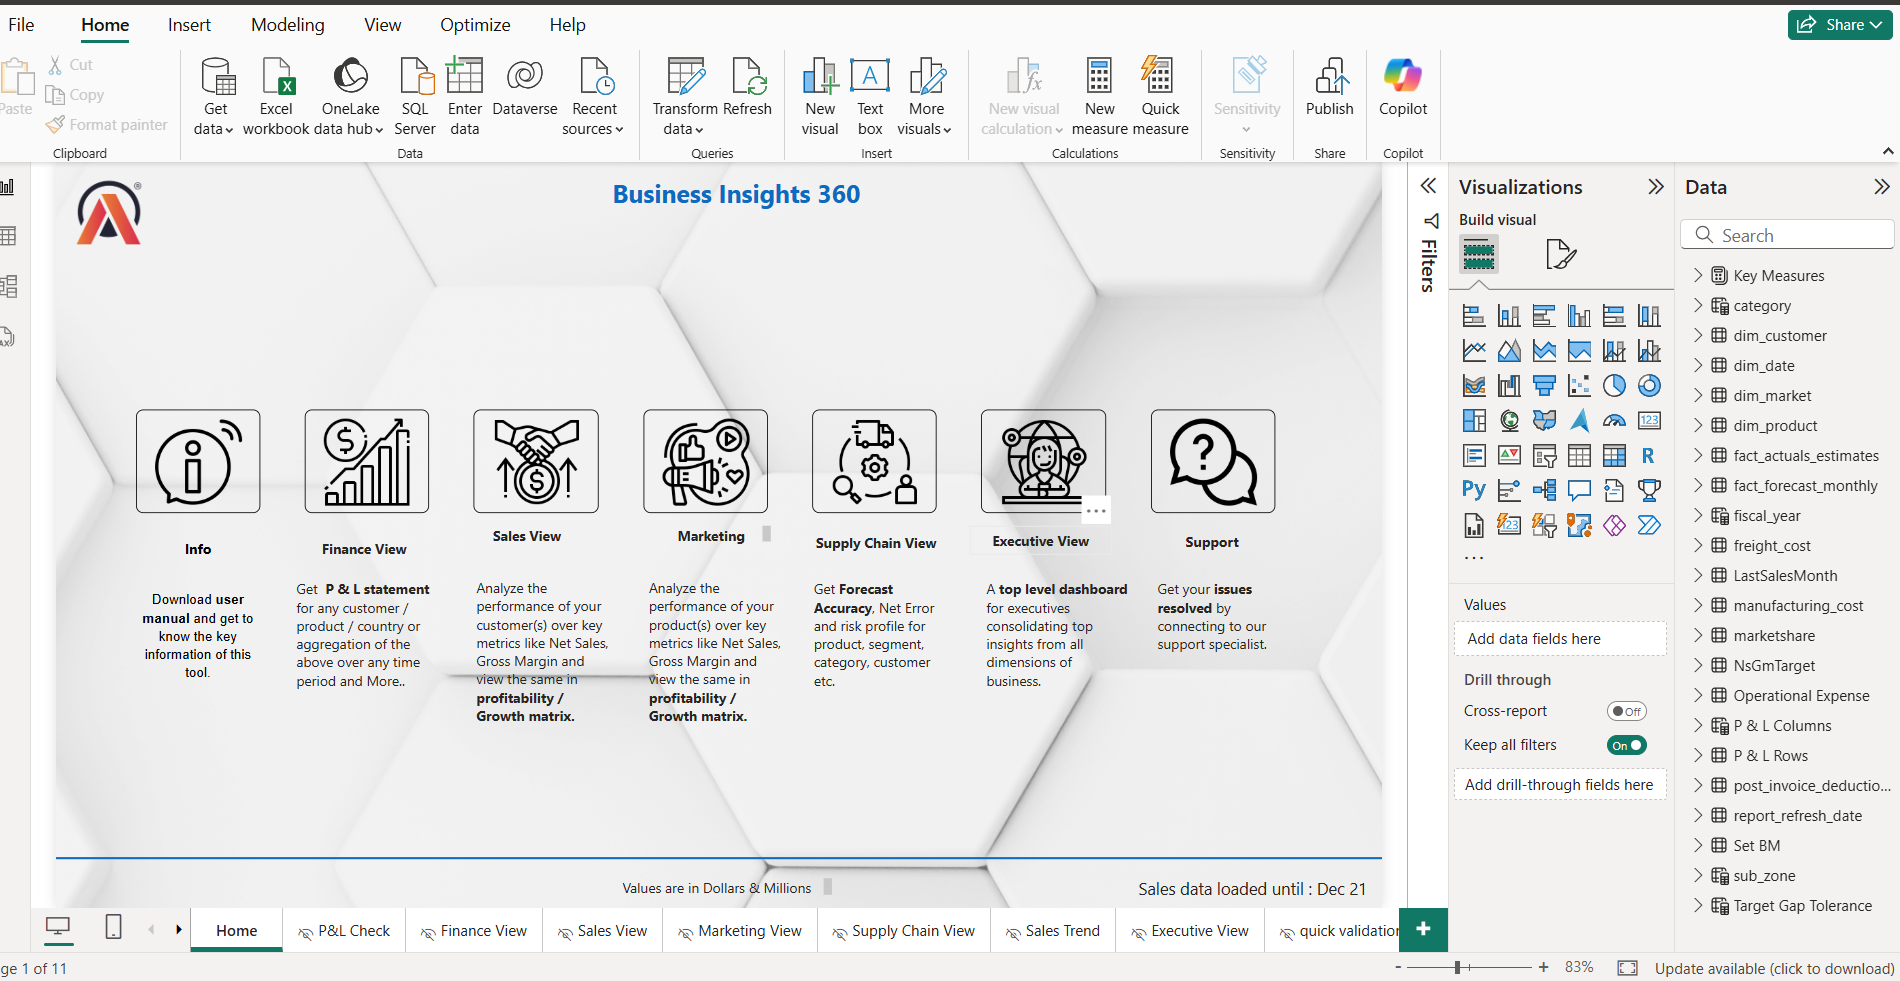 File Home Insert Modeling View Optimize Help
Share
Paste
Cut
Copy
Format painter
Clipboard
Get data
Excel workbook
OneLake data hub
SQL Server
Enter data
Dataverse
Recent sources
Data
Transform data
Refresh
Queries
New visual
Text box
More visuals
Insert
New visual calculation
New measure
Quick measure
Calculations
Sensitivity
Sensitivity
Publish
Share
Copilot
Copilot
Business Insights 360
Info
Download user
manual and get to
know the key
information of this
tool.
Finance View
Get P & L statement
for any customer /
product / country or
aggregation of the
above over any time
period and More..
Sales View
Analyze the
performance of your
customer(s) over key
metrics like Net Sales,
Gross Margin and
view the same in
profitability /
Growth matrix.
Marketing
Analyze the
performance of your
product(s) over key
metrics like Net Sales,
Gross Margin and
view the same in
profitability /
Growth matrix.
Supply Chain View
Get Forecast
Accuracy, Net Error
and risk profile for
product, segment,
category, customer
etc.
Executive View
A top level dashboard
for executives
consolidating top
insights from all
dimensions of
business.
Support
Get your issues
resolved by
connecting to our
support specialist.
Values are in Dollars & Millions
Sales data loaded until : Dec 21
Filters
Visualizations
Build visual
123
R
Py
123
Values
Add data fields here
Drill through
Cross-report
Off
Keep all filters
On
Add drill-through fields here
Data
Search
Key Measures
category
dim_customer
dim_date
dim_market
dim_product
fact_actuals_estimates
fact_forecast_monthly
fiscal_year
freight_cost
LastSalesMonth
manufacturing_cost
marketshare
NsGmTarget
Operational Expense
P & L Columns
P & L Rows
post_invoice_deductio...
report_refresh_date
Set BM
sub_zone
Target Gap Tolerance
Home
P&L Check
Finance View
Sales View
Marketing View
Supply Chain View
Sales Trend
Executive View
quick validation
ge 1 of 11
- + 83%
Update available (click to download)